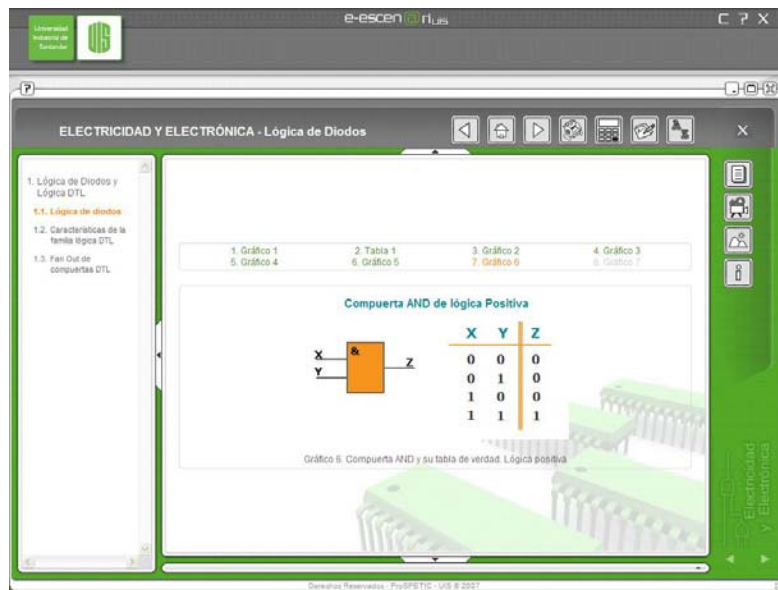 Universidad
Industrial de
Santander
UIS
e-escen@ri UIS
? X
?
ELECTRICIDAD Y ELECTRÓNICA - Lógica de Diodos
X
1. Lógica de Diodos y
Lógica DTL
1.1. Lógica de diodos
1.2. Características de la
familia lógica DTL
1.3. Fan Out de
compuertas DTL
1. Gráfico 1 2. Tabla 1 3. Gráfico 2 4. Gráfico 3
5. Gráfico 4 6. Gráfico 5 7. Gráfico 6 8. Gráfico 7
Compuerta AND de lógica Positiva
X Y Z
0 0 0
0 1 0
1 0 0
1 1 1
&
X
Y
Z
Gráfico 6. Compuerta AND y su tabla de verdad. Lógica positiva
Electricidad
y Electrónica
Derechos Reservados - ProSPETIC - UIS © 2007